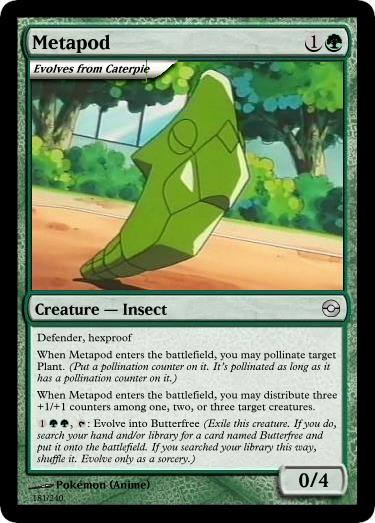 Metapod 1
Evolves from Caterpie
Creature — Insect
Defender, hexproof
When Metapod enters the battlefield, you may pollinate target
Plant. (Put a pollination counter on it. It's pollinated as long as it
has a pollination counter on it.)
When Metapod enters the battlefield, you may distribute three
+1/+1 counters among one, two, or three target creatures.
1 , : Evolve into Butterfree (Exile this creature. If you do,
search your hand and/or library for a card named Butterfree and
put it onto the battlefield. If you searched your library this way,
shuffle it. Evolve only as a sorcery.)
0/4
Pokémon (Anime)
181/240